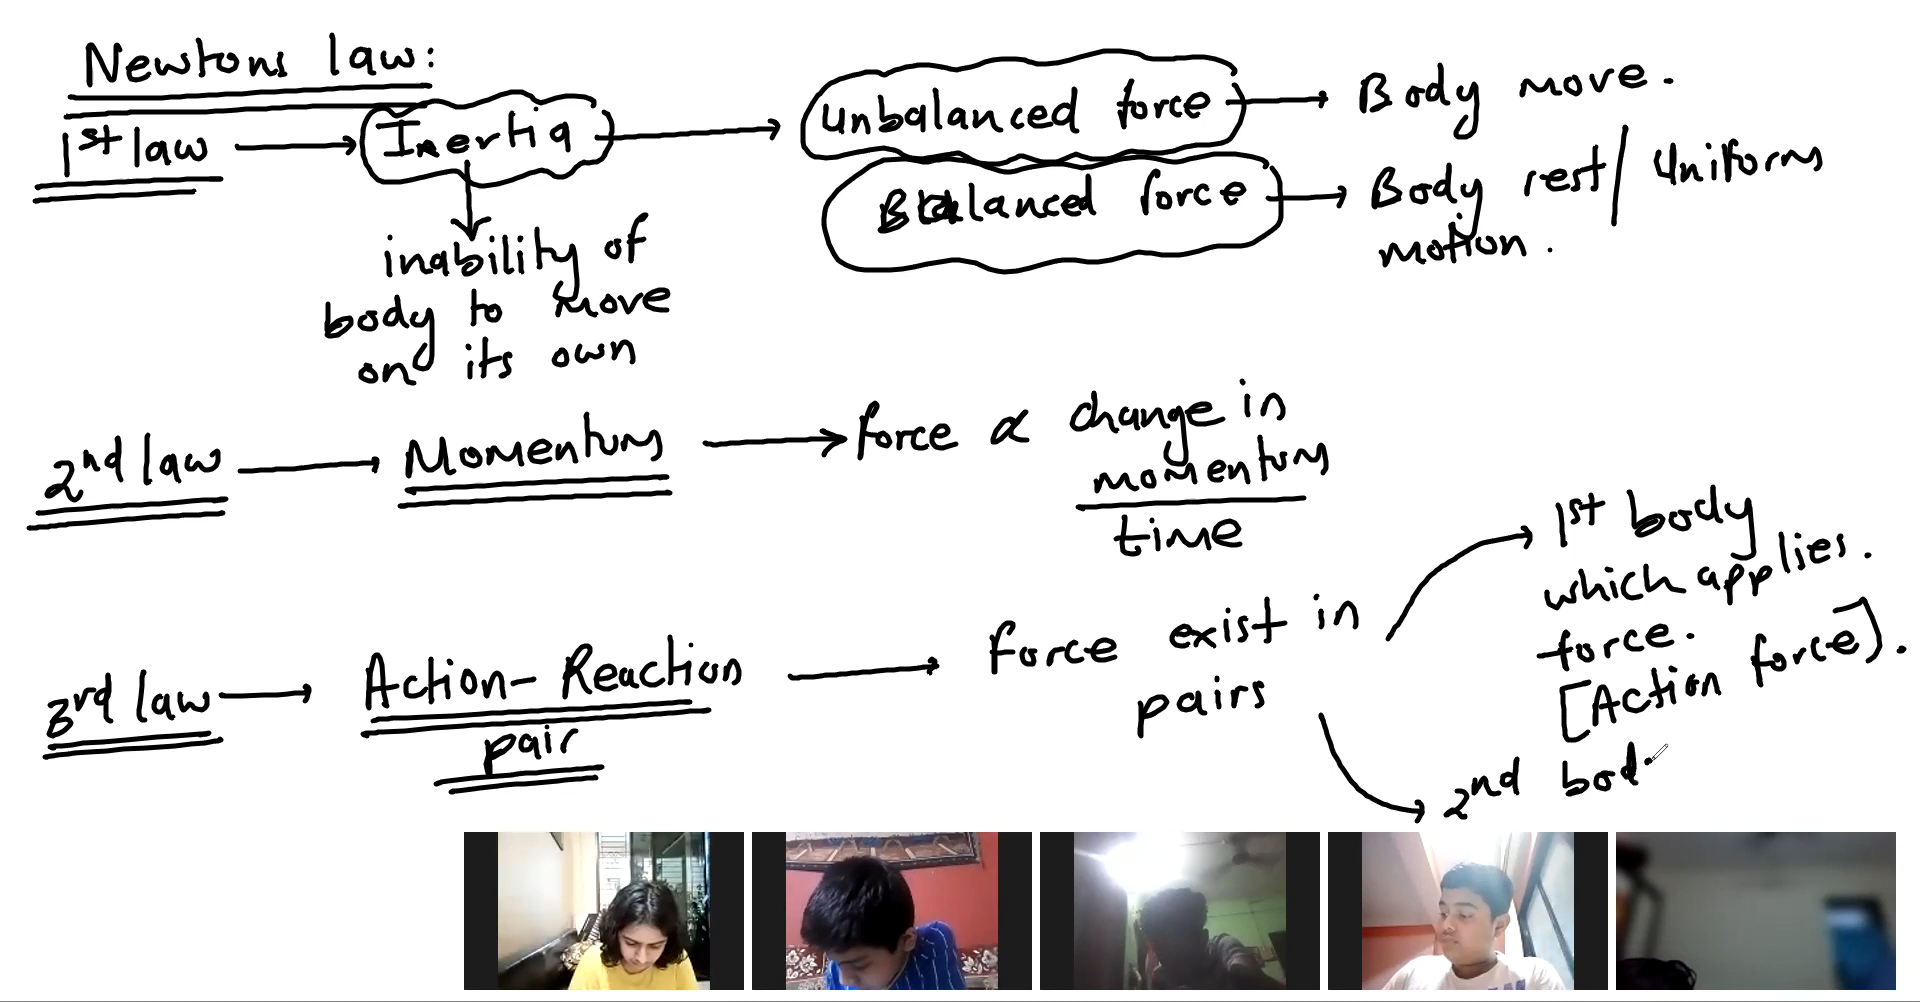 Newtons law:
1st law → Inertia → Unbalanced force → Body move.
Balanced force → Body rest/ Uniform
motion.
inability of
body to move
on its own
2nd law → Momentum → force ∝ change in
momentum
time
3rd law → Action-Reaction
pair
→ force exist in
pairs
1st body
which applies.
force.
[Action force].
2nd bod